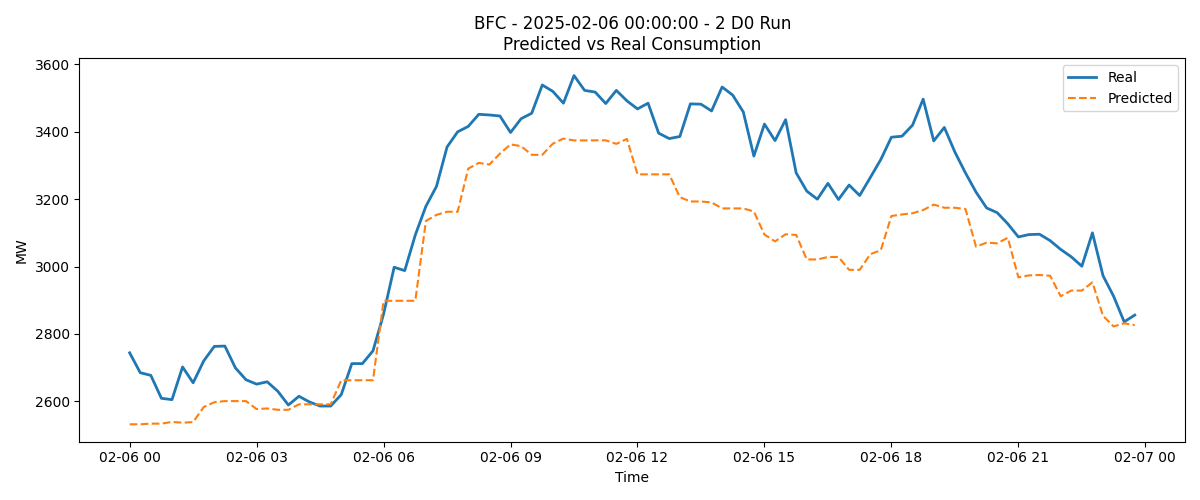 BFC - 2025-02-06 00:00:00 - 2 D0 Run
Predicted vs Real Consumption
Real
Predicted
MW
3600
3400
3200
3000
2800
2600
02-06 00
02-06 03
02-06 06
02-06 09
02-06 12
02-06 15
02-06 18
02-06 21
02-07 00
Time